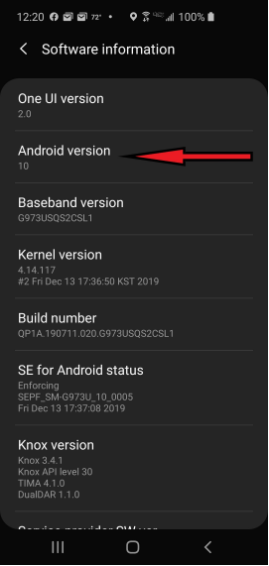 12:20 72° • 100%
Software information
One UI version
2.0
Android version
10
Baseband version
G973USQS2CSL1
Kernel version
4.14.117
#2 Fri Dec 13 17:36:50 KST 2019
Build number
QP1A.190711.020.G973USQS2CSL1
SE for Android status
Enforcing
SEPF_SM-G973U_10_0005
Fri Dec 13 17:37:08 2019
Knox version
Knox 3.4.1
Knox API level 30
TIMA 4.1.0
DualDAR 1.1.0